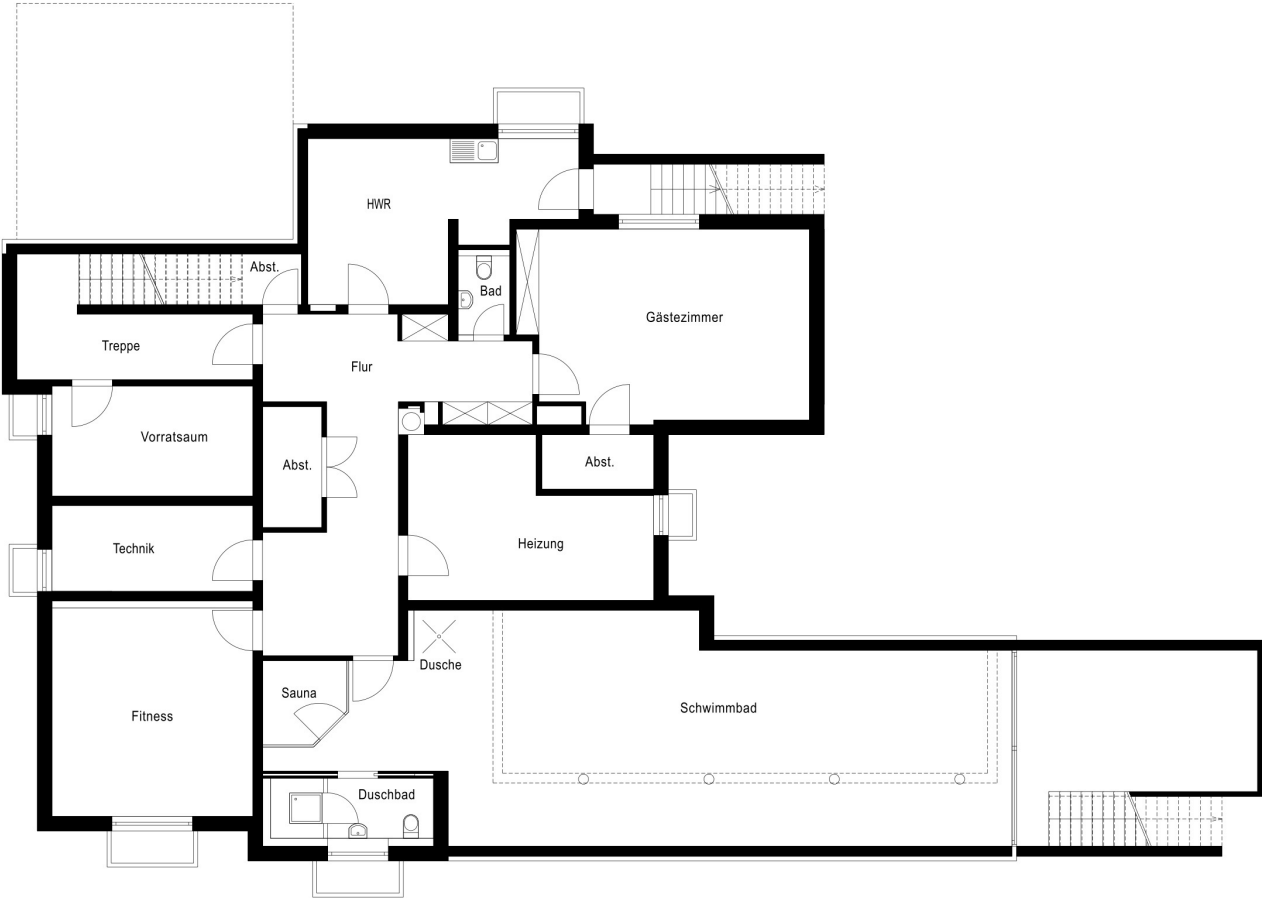 HWR
Abst.
Bad
Gästezimmer
Treppe
Flur
Vorratsaum
Abst.
Abst.
Technik
Heizung
Dusche
Sauna
Schwimmbad
Fitness
Duschbad